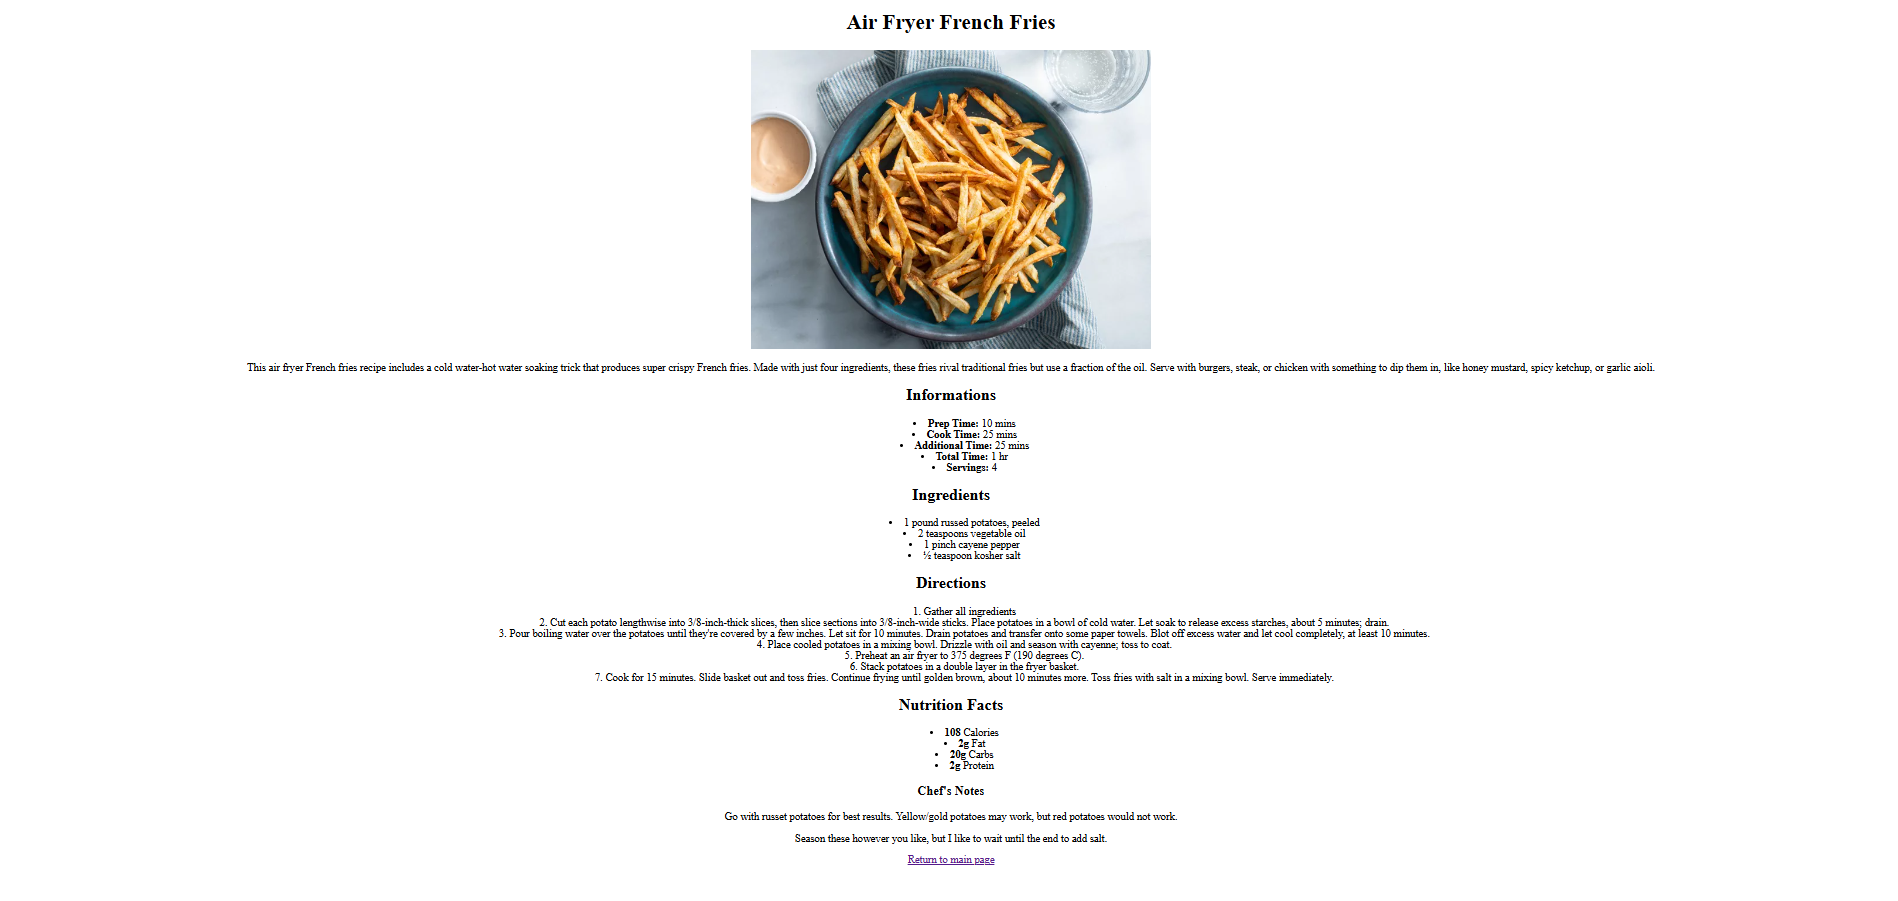 Air Fryer French Fries
This air fryer French fries recipe includes a cold water-hot water soaking trick that produces super crispy French fries. Made with just four ingredients, these fries rival traditional fries but use a fraction of the oil. Serve with burgers, steak, or chicken with something to dip them in, like honey mustard, spicy ketchup, or garlic aioli.
Informations
• Prep Time: 10 mins
• Cook Time: 25 mins
• Additional Time: 25 mins
• Total Time: 1 hr
• Servings: 4
Ingredients
• 1 pound russed potatoes, peeled
• 2 teaspoons vegetable oil
• 1 pinch cayene pepper
• ½ teaspoon kosher salt
Directions
1. Gather all ingredients
2. Cut each potato lengthwise into 3/8-inch-thick slices, then slice sections into 3/8-inch-wide sticks. Place potatoes in a bowl of cold water. Let soak to release excess starches, about 5 minutes; drain.
3. Pour boiling water over the potatoes until they're covered by a few inches. Let sit for 10 minutes. Drain potatoes and transfer onto some paper towels. Blot off excess water and let cool completely, at least 10 minutes.
4. Place cooled potatoes in a mixing bowl. Drizzle with oil and season with cayenne; toss to coat.
5. Preheat an air fryer to 375 degrees F (190 degrees C).
6. Stack potatoes in a double layer in the fryer basket.
7. Cook for 15 minutes. Slide basket out and toss fries. Continue frying until golden brown, about 10 minutes more. Toss fries with salt in a mixing bowl. Serve immediately.
Nutrition Facts
• 108 Calories
• 2g Fat
• 20g Carbs
• 2g Protein
Chef's Notes
Go with russet potatoes for best results. Yellow/gold potatoes may work, but red potatoes would not work.
Season these however you like, but I like to wait until the end to add salt.
Return to main page